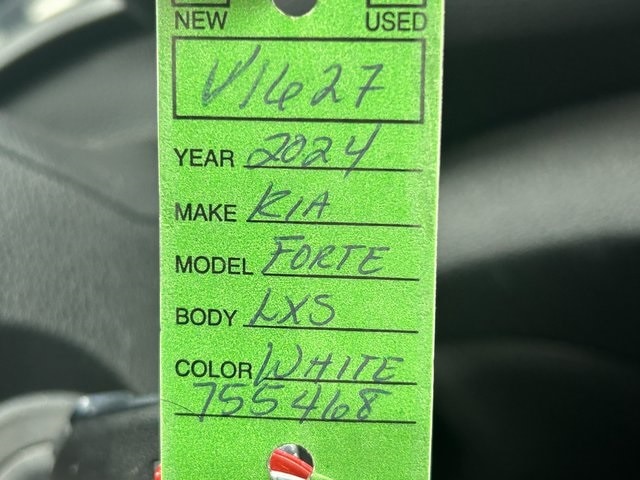 NEW USED
V1627
YEAR 2024
MAKE KIA
MODEL FORTE
BODY LXS
COLOR WHITE
755468